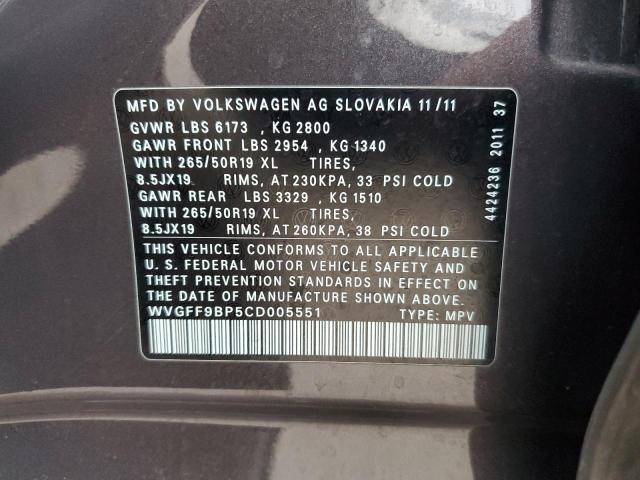 MFD BY VOLKSWAGEN AG SLOVAKIA 11/11
GVWR LBS 6173 , KG 2800
GAWR FRONT LBS 2954 , KG 1340
WITH 265/50R19 XL TIRES,
8.5JX19 RIMS, AT 230KPA, 33 PSI COLD
GAWR REAR LBS 3329 , KG 1510
WITH 265/50R19 XL TIRES,
8.5JX19 RIMS, AT 260KPA, 38 PSI COLD
THIS VEHICLE CONFORMS TO ALL APPLICABLE
U. S. FEDERAL MOTOR VEHICLE SAFETY AND
THEFT PREVENTION STANDARDS IN EFFECT ON
THE DATE OF MANUFACTURE SHOWN ABOVE.
WVGFF9BP5CD005551 TYPE: MPV
4424236 2011 37